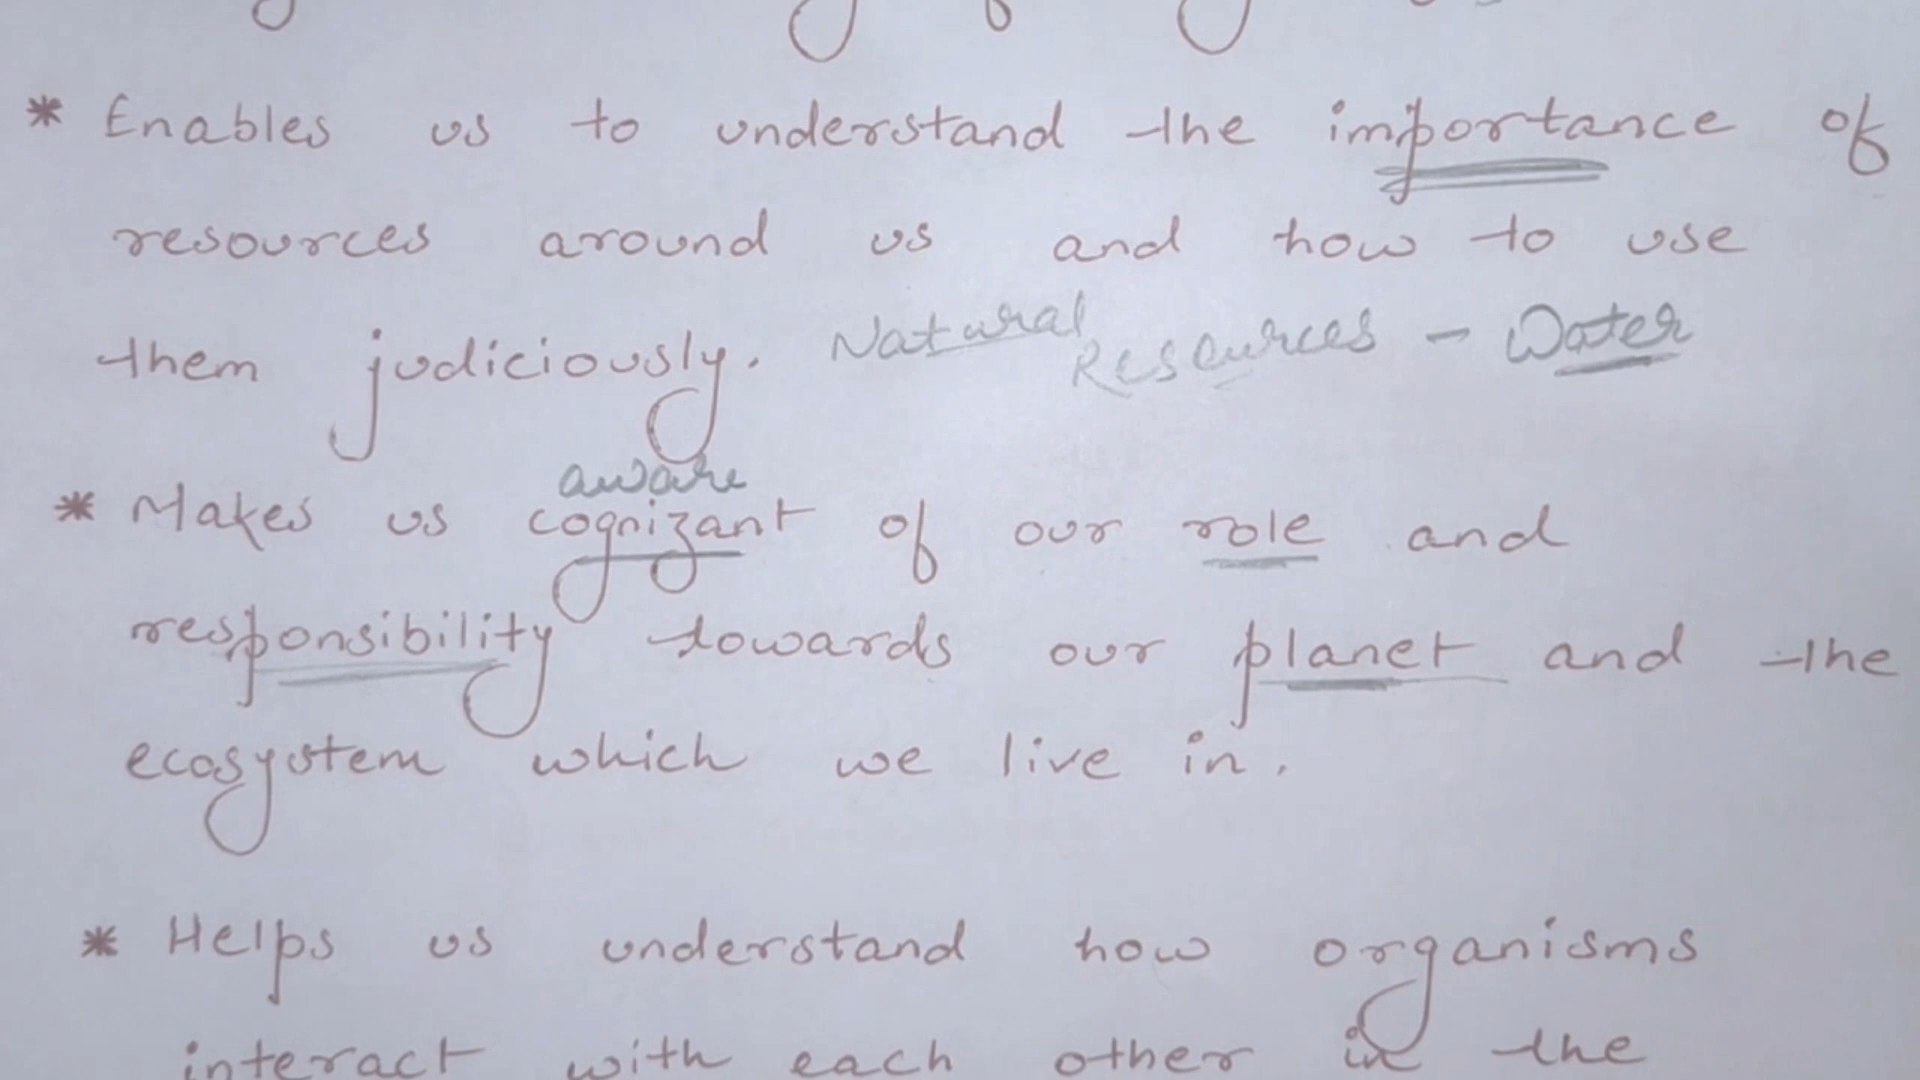 * Enables us to understand the importance of
resources around us and how to use
them judiciously. Natural Resources - Water
aware
* Makes us cognizant of our role and
responsibility towards our planet and the
ecosystem which we live in.
* Helps us understand how organisms
interact with each other in the